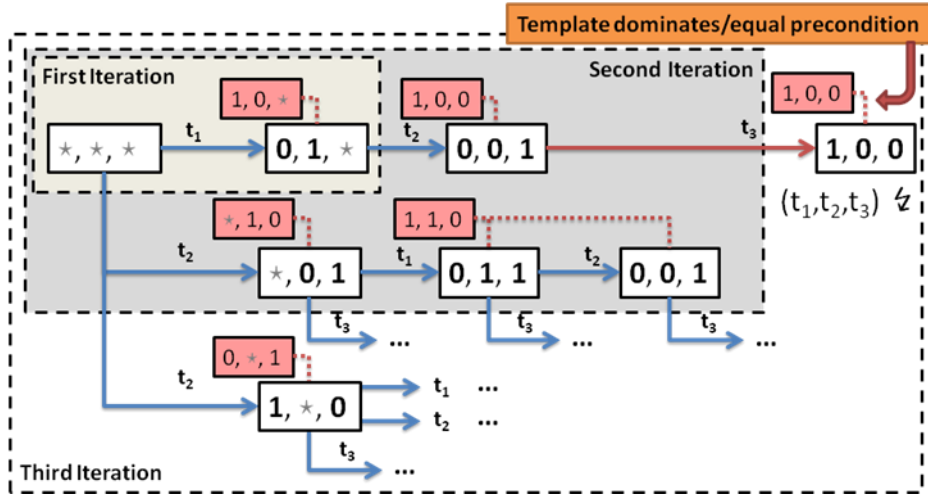 Template dominates/equal precondition
First Iteration
Second Iteration
1, 0, *
1, 0, 0
1, 0, 0
*, *, *
t1
0, 1, *
t2
0, 0, 1
t3
1, 0, 0
(t1,t2,t3) ↯
*, 1, 0
1, 1, 0
t2
*, 0, 1
t1
0, 1, 1
t2
0, 0, 1
t3
...
t3
...
t3
...
0, *, 1
t2
1, *, 0
t1
...
t2
...
t3
...
Third Iteration